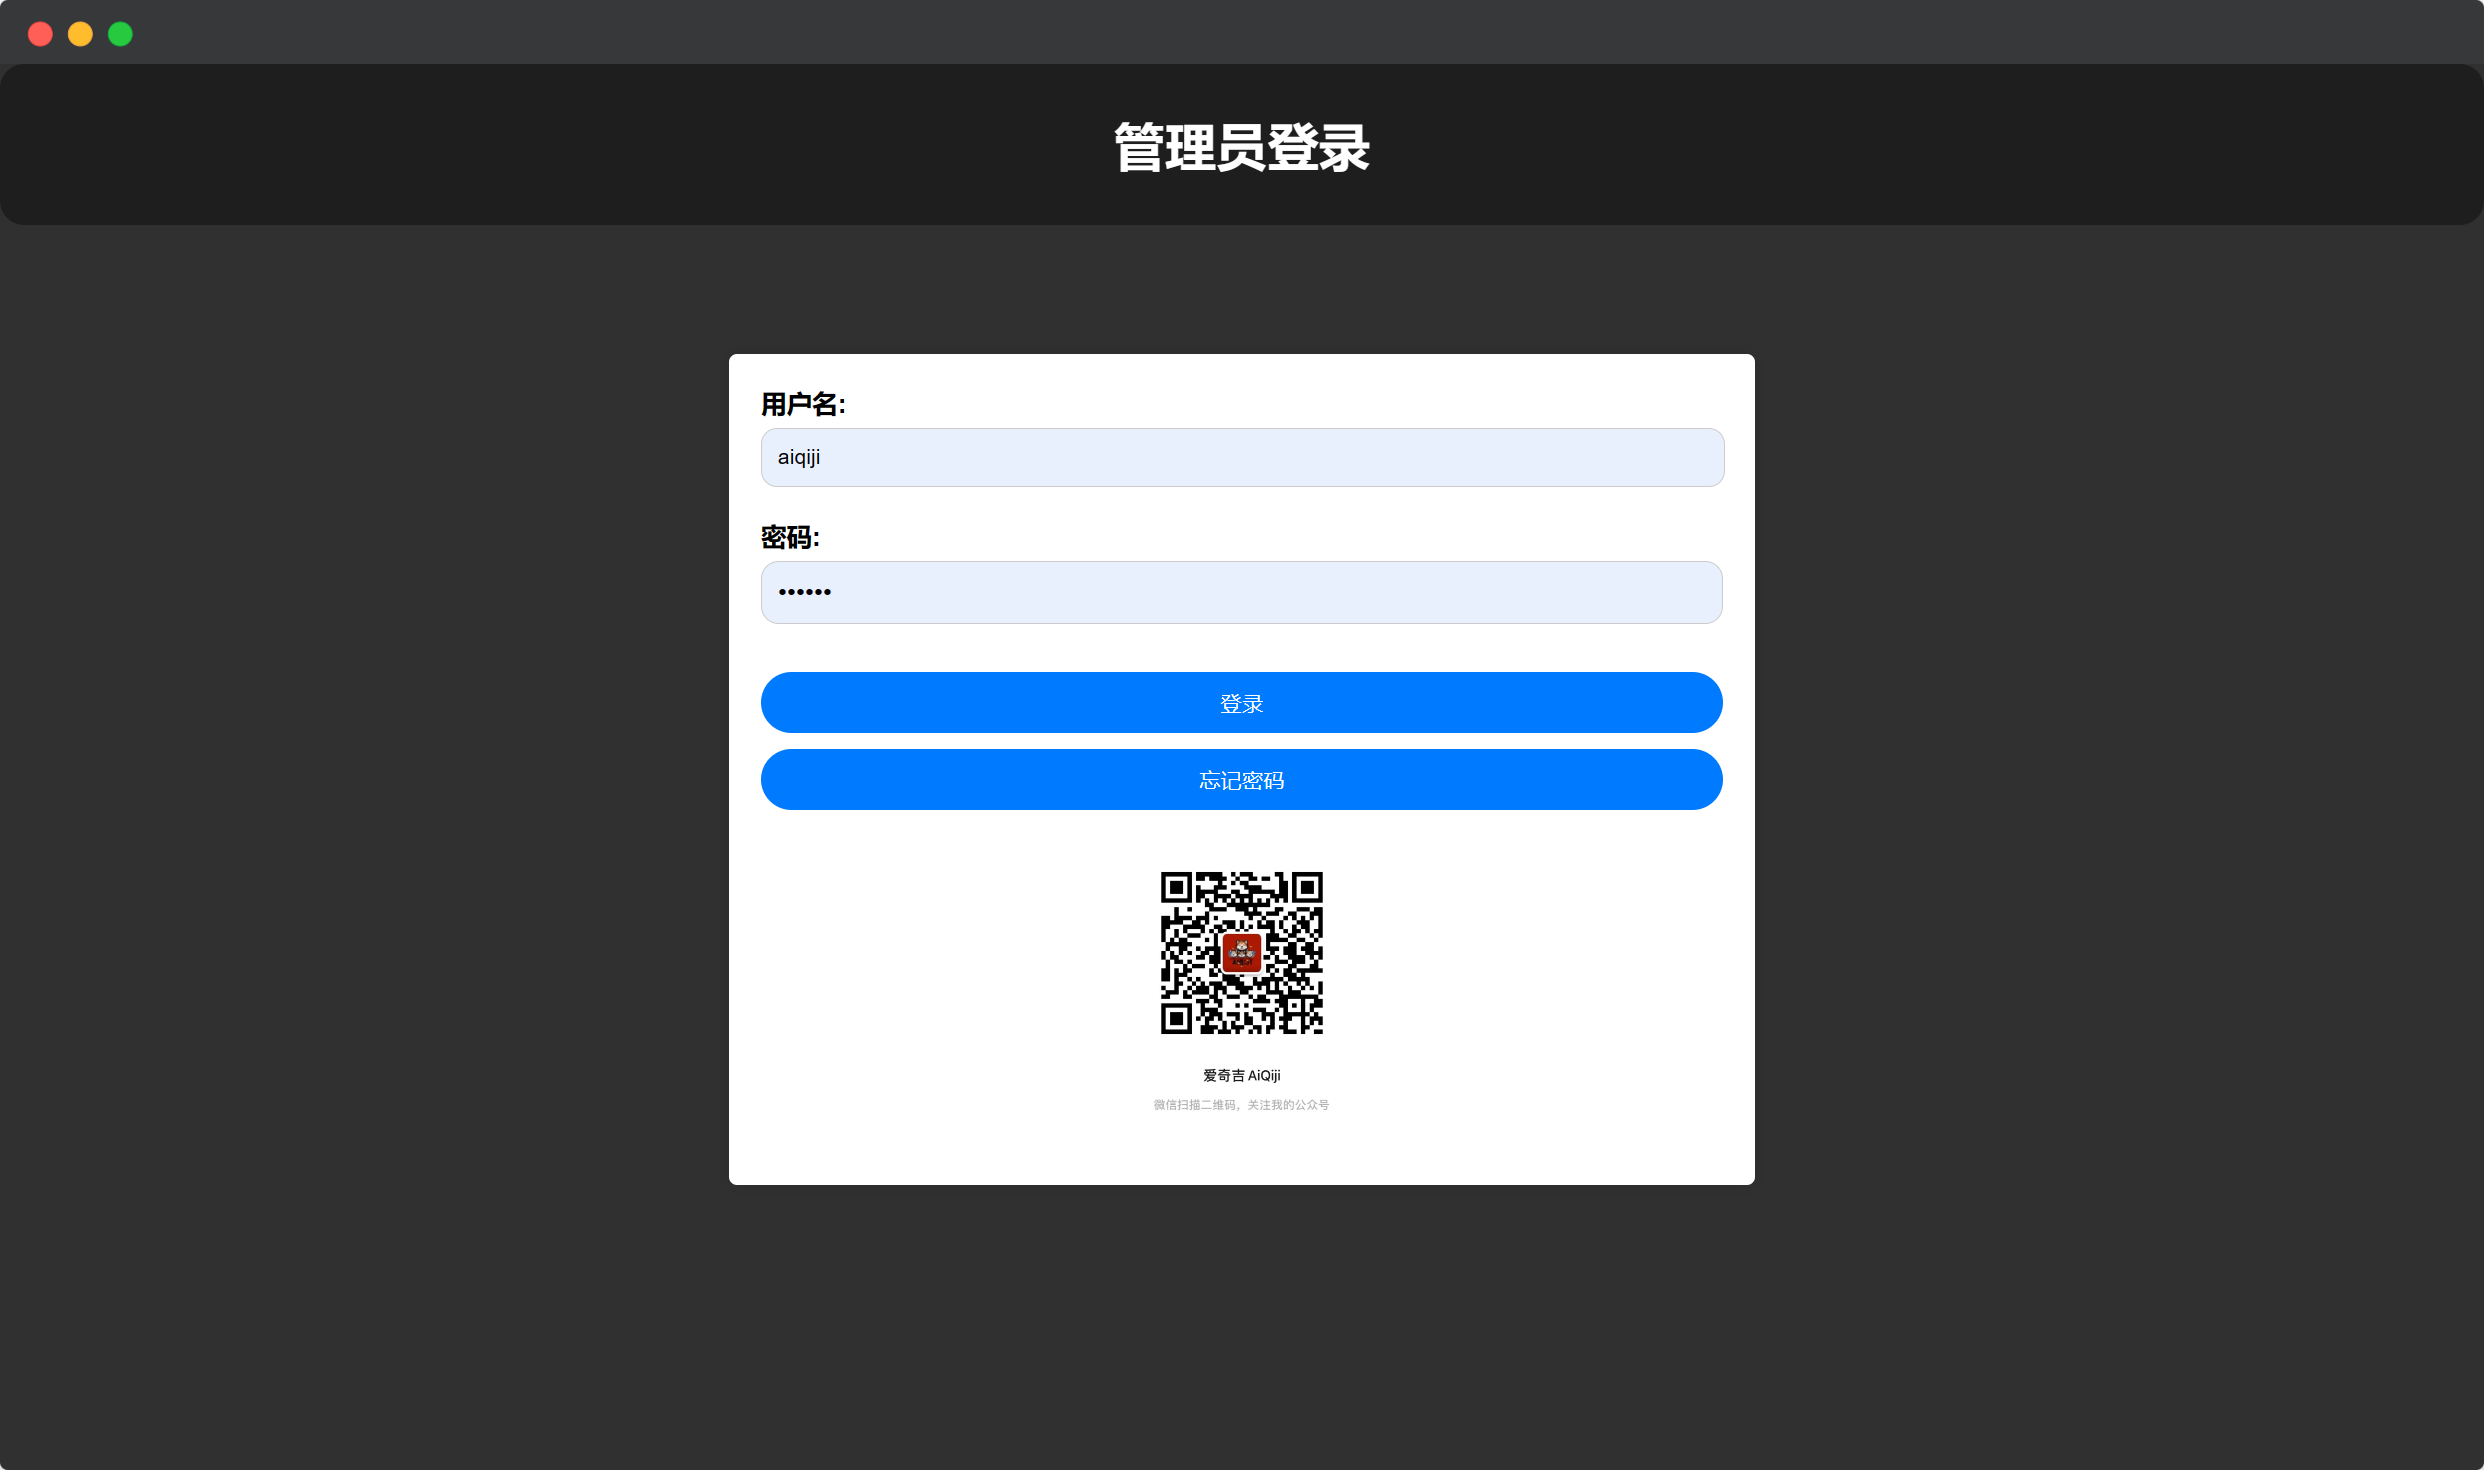 管理员登录
用户名:
aiqiji
密码:
••••••
登录
忘记密码
爱奇吉 AiQiji
微信扫描二维码，关注我的公众号